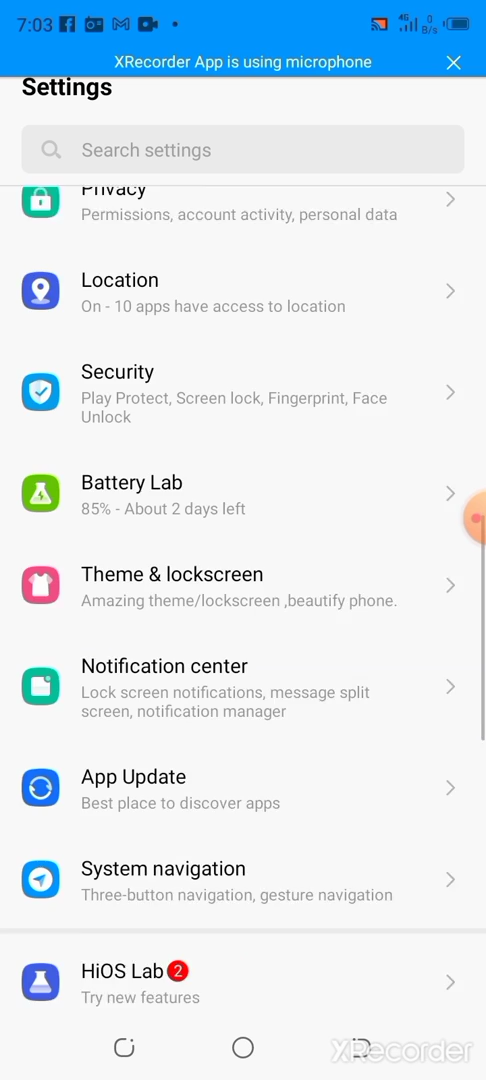 7:03
4G 0 B/s
XRecorder App is using microphone
Settings
Search settings
Privacy
Permissions, account activity, personal data
Location
On - 10 apps have access to location
Security
Play Protect, Screen lock, Fingerprint, Face
Unlock
Battery Lab
85% - About 2 days left
Theme & lockscreen
Amazing theme/lockscreen ,beautify phone.
Notification center
Lock screen notifications, message split
screen, notification manager
App Update
Best place to discover apps
System navigation
Three-button navigation, gesture navigation
HiOS Lab 2
Try new features
XRecorder